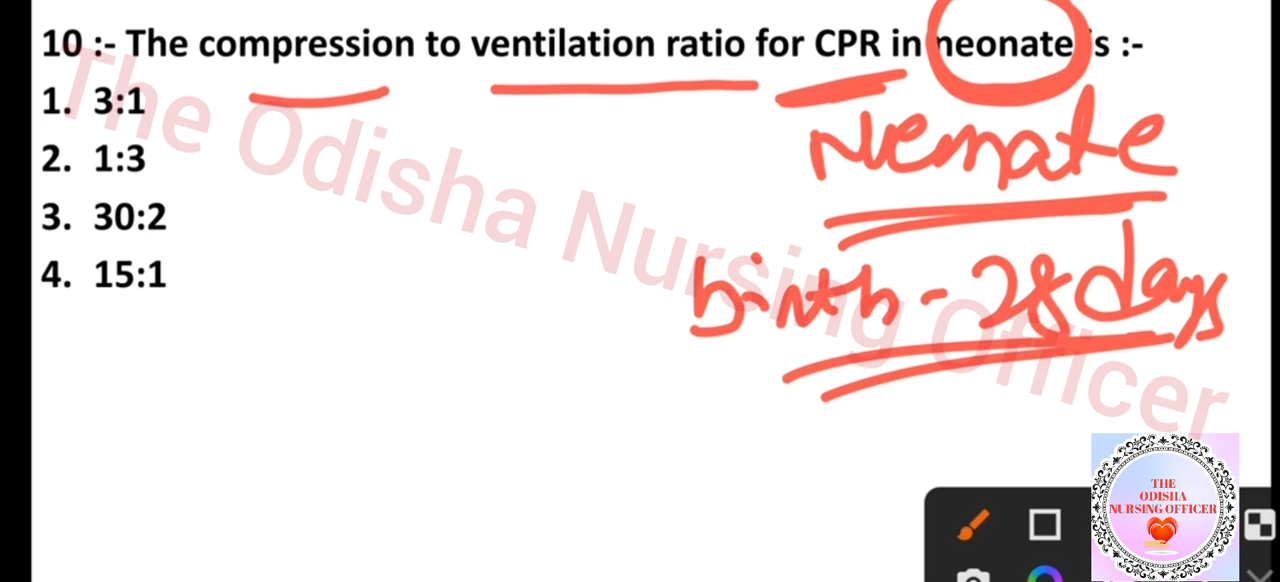 10 :- The compression to ventilation ratio for CPR in neonate is :-
1. 3:1
2. 1:3
3. 30:2
4. 15:1
Neonate
birth - 28 days
The Odisha Nursing Officer
THE
ODISHA
NURSING OFFICER